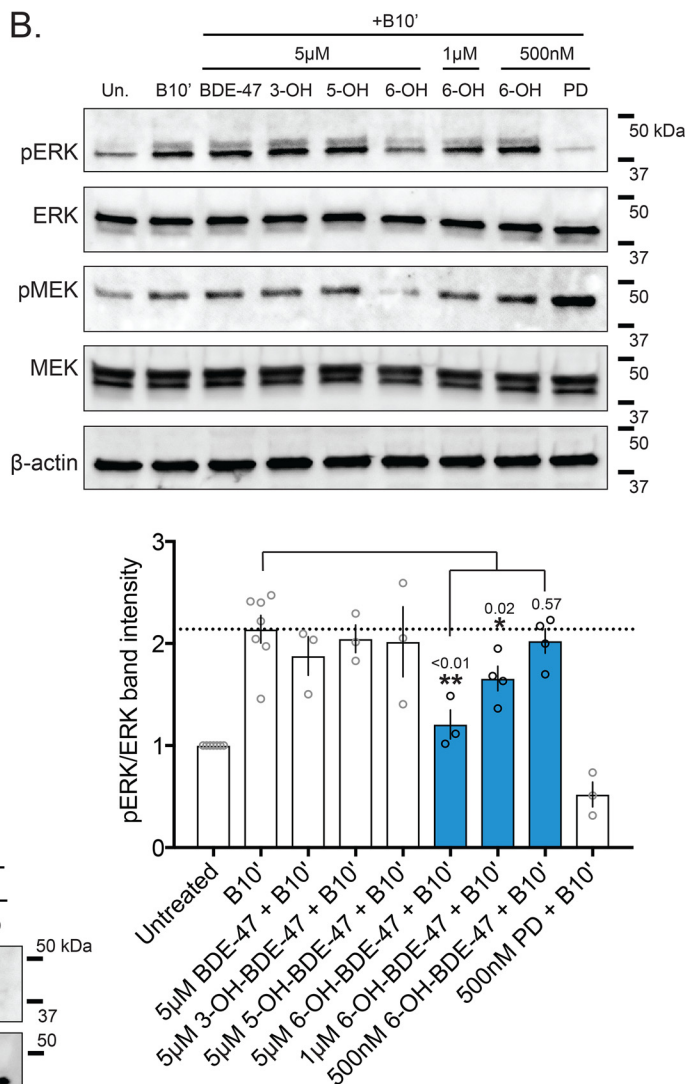 B.
+B10'
5μM 1μM 500nM
Un. B10' BDE-47 3-OH 5-OH 6-OH 6-OH 6-OH PD
pERK
50 kDa
37
ERK
50
37
pMEK
50
37
MEK
50
37
β-actin
50
37
pERK/ERK band intensity
3
2
1
0
<0.01
**
0.02
*
0.57
Untreated
B10'
5μM BDE-47 + B10'
5μM 3-OH-BDE-47 + B10'
5μM 5-OH-BDE-47 + B10'
5μM 6-OH-BDE-47 + B10'
1μM 6-OH-BDE-47 + B10'
500nM 6-OH-BDE-47 + B10'
500nM PD + B10'
50 kDa
37
50